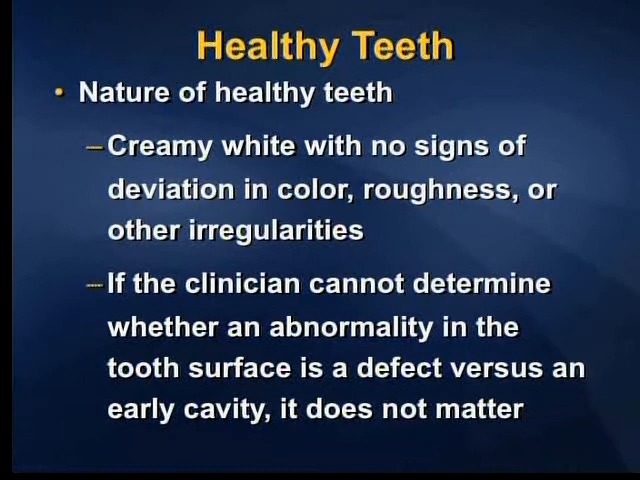 Healthy Teeth
• Nature of healthy teeth
– Creamy white with no signs of
deviation in color, roughness, or
other irregularities
– If the clinician cannot determine
whether an abnormality in the
tooth surface is a defect versus an
early cavity, it does not matter